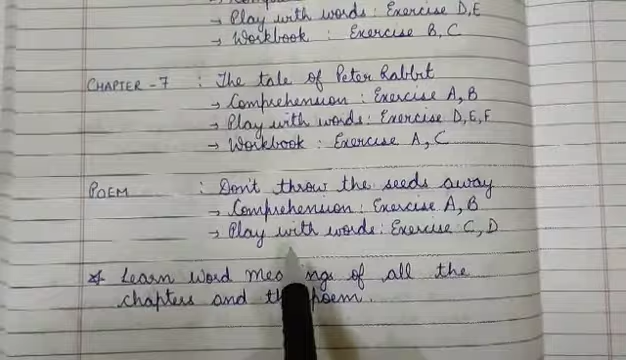 → Play with words : Exercise D, E
→ Workbook : Exercise B, C
CHAPTER - 7 : The tale of Peter Rabbit
→ Comprehension : Exercise A, B
→ Play with words : Exercise D, E, F
→ Workbook : Exercise A, C
POEM : Don't throw the seeds away
→ Comprehension : Exercise A, B
→ Play with words : Exercise C, D
* Learn word meanings of all the
chapters and the poem.